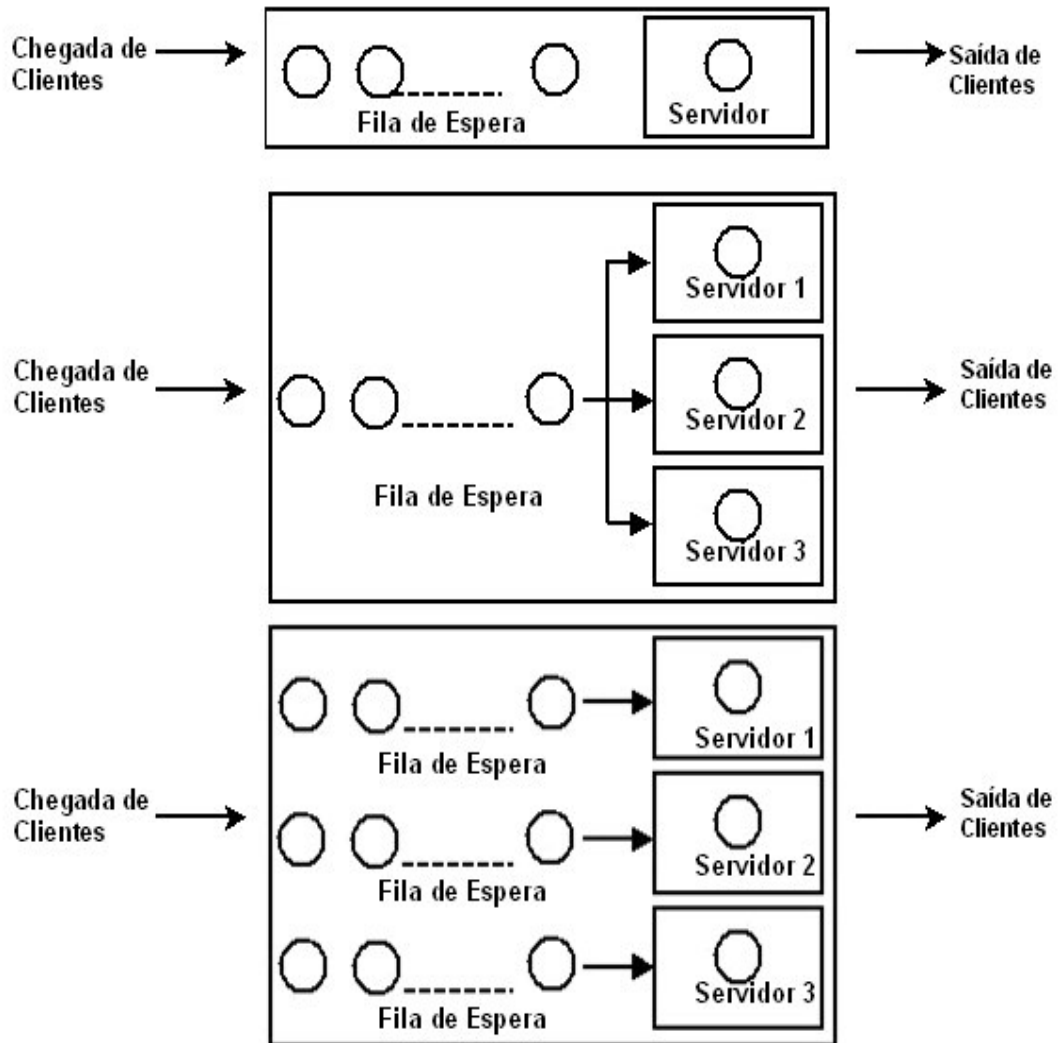 Chegada de
Clientes
Fila de Espera
Servidor
Saída de
Clientes
Chegada de
Clientes
Fila de Espera
Servidor 1
Servidor 2
Servidor 3
Saída de
Clientes
Chegada de
Clientes
Fila de Espera
Servidor 1
Fila de Espera
Servidor 2
Fila de Espera
Servidor 3
Saída de
Clientes